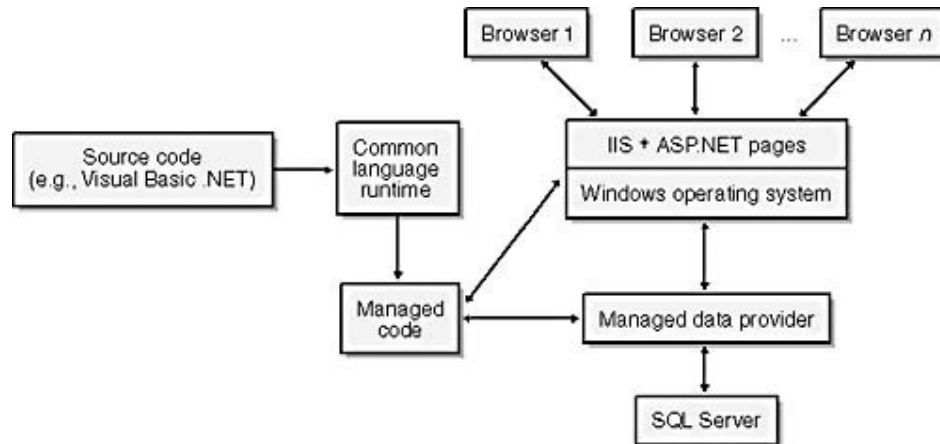 Browser 1
Browser 2
...
Browser n
IIS + ASP.NET pages
Windows operating system
Source code
(e.g., Visual Basic .NET)
Common
language
runtime
Managed
code
Managed data provider
SQL Server